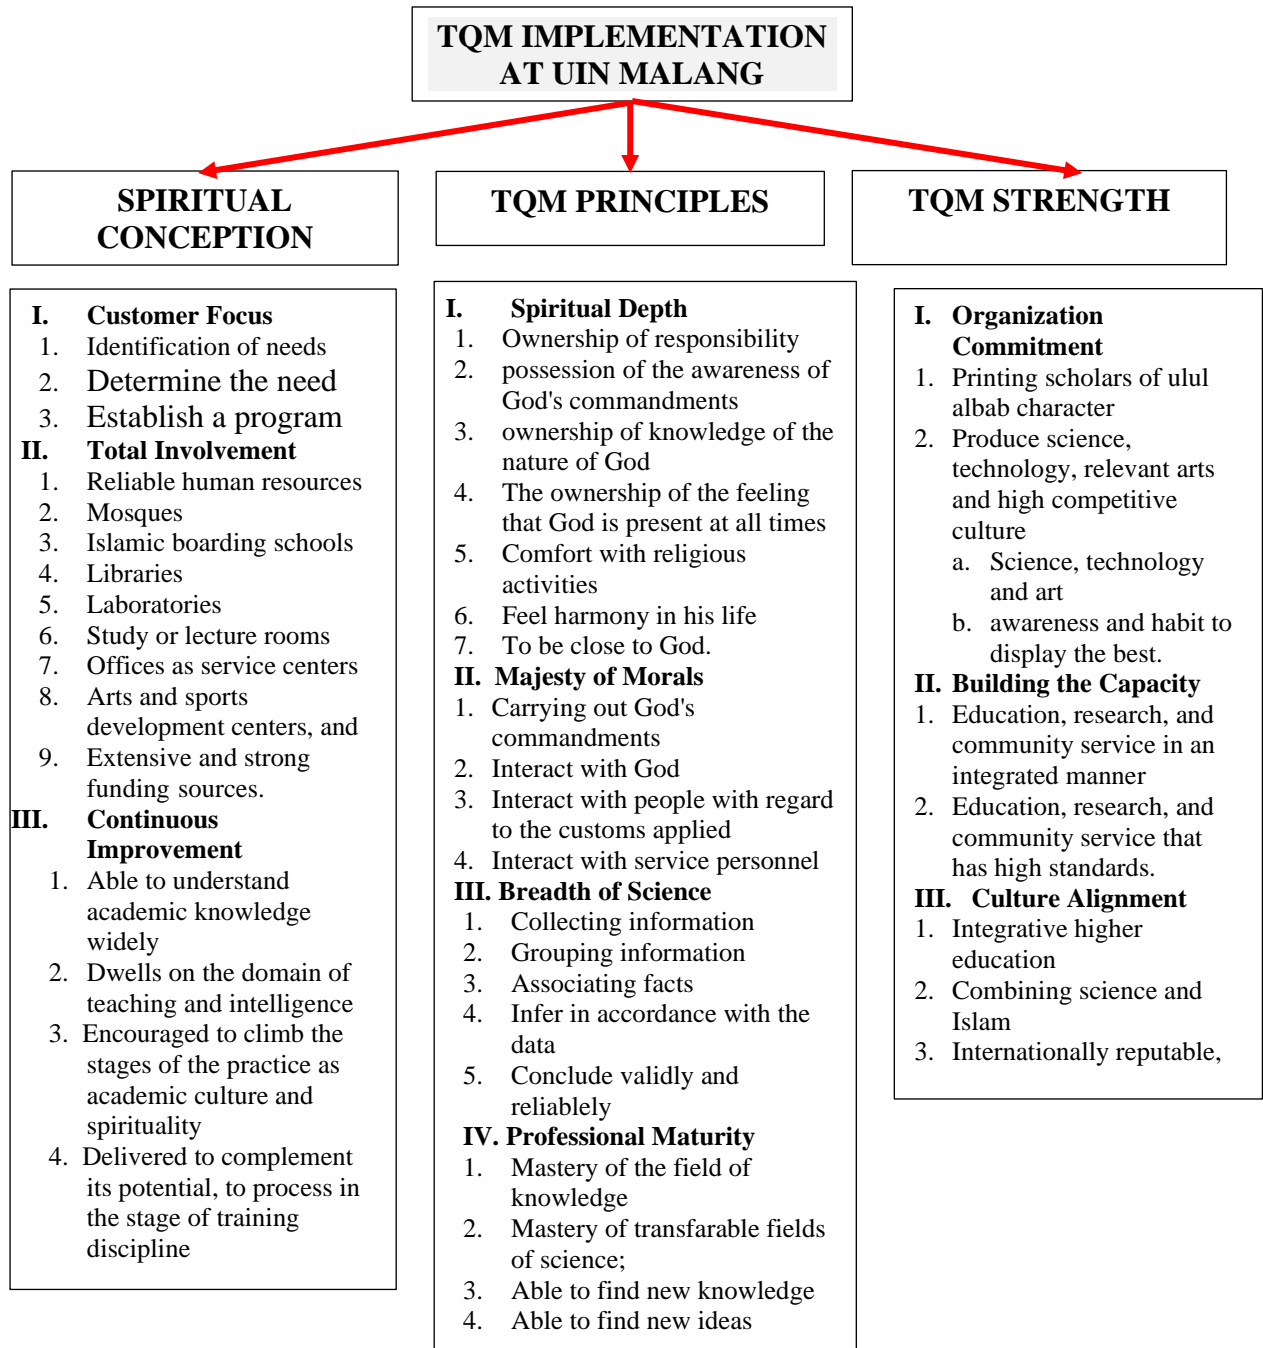 TQM IMPLEMENTATION
AT UIN MALANG
SPIRITUAL
CONCEPTION
I. Customer Focus
1. Identification of needs
2. Determine the need
3. Establish a program
II. Total Involvement
1. Reliable human resources
2. Mosques
3. Islamic boarding schools
4. Libraries
5. Laboratories
6. Study or lecture rooms
7. Offices as service centers
8. Arts and sports
development centers, and
9. Extensive and strong
funding sources.
III. Continuous
Improvement
1. Able to understand
academic knowledge
widely
2. Dwells on the domain of
teaching and intelligence
3. Encouraged to climb the
stages of the practice as
academic culture and
spirituality
4. Delivered to complement
its potential, to process in
the stage of training
discipline
TQM PRINCIPLES
I. Spiritual Depth
1. Ownership of responsibility
2. possession of the awareness of
God's commandments
3. ownership of knowledge of the
nature of God
4. The ownership of the feeling
that God is present at all times
5. Comfort with religious
activities
6. Feel harmony in his life
7. To be close to God.
II. Majesty of Morals
1. Carrying out God's
commandments
2. Interact with God
3. Interact with people with regard
to the customs applied
4. Interact with service personnel
III. Breadth of Science
1. Collecting information
2. Grouping information
3. Associating facts
4. Infer in accordance with the
data
5. Conclude validly and
reliablely
IV. Professional Maturity
1. Mastery of the field of
knowledge
2. Mastery of transfarable fields
of science;
3. Able to find new knowledge
4. Able to find new ideas
TQM STRENGTH
I. Organization
Commitment
1. Printing scholars of ulul
albab character
2. Produce science,
technology, relevant arts
and high competitive
culture
a. Science, technology
and art
b. awareness and habit to
display the best.
II. Building the Capacity
1. Education, research, and
community service in an
integrated manner
2. Education, research, and
community service that
has high standards.
III. Culture Alignment
1. Integrative higher
education
2. Combining science and
Islam
3. Internationally reputable,